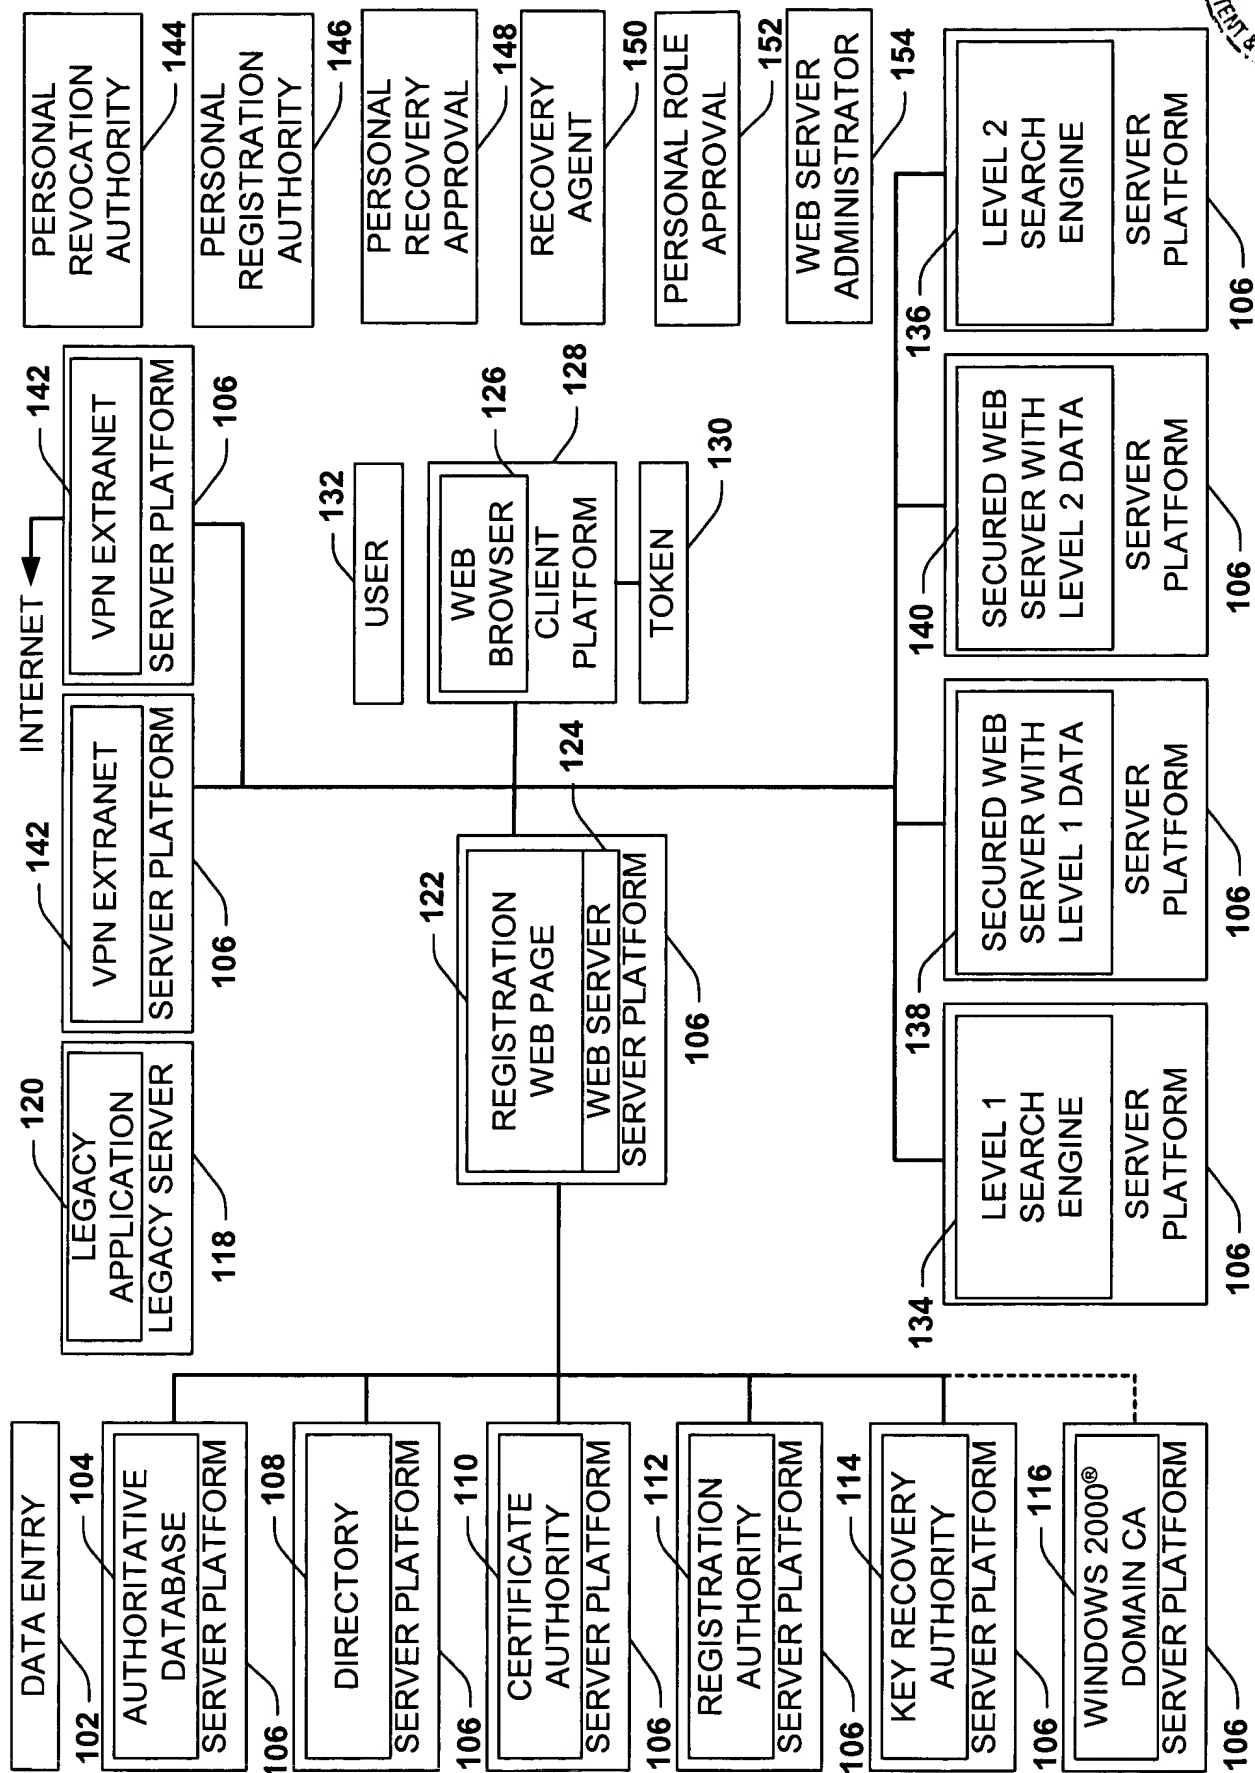 DATA ENTRY
102
104
AUTHORITATIVE
DATABASE
SERVER PLATFORM
106
108
DIRECTORY
SERVER PLATFORM
106
110
CERTIFICATE
AUTHORITY
SERVER PLATFORM
106
112
REGISTRATION
AUTHORITY
SERVER PLATFORM
106
114
KEY RECOVERY
AUTHORITY
SERVER PLATFORM
106
116
WINDOWS 2000®
DOMAIN CA
SERVER PLATFORM
106
120
LEGACY
APPLICATION
LEGACY SERVER
118
INTERNET
142
VPN EXTRANET
SERVER PLATFORM
106
142
VPN EXTRANET
SERVER PLATFORM
106
122
REGISTRATION
WEB PAGE
124
WEB SERVER
SERVER PLATFORM
106
132
USER
126
WEB
BROWSER
128
CLIENT
PLATFORM
130
TOKEN
134
LEVEL 1
SEARCH
ENGINE
SERVER
PLATFORM
106
138
SECURED WEB
SERVER WITH
LEVEL 1 DATA
SERVER
PLATFORM
106
140
SECURED WEB
SERVER WITH
LEVEL 2 DATA
SERVER
PLATFORM
106
136
LEVEL 2
SEARCH
ENGINE
SERVER
PLATFORM
106
PERSONAL
REVOCATION
AUTHORITY
144
PERSONAL
REGISTRATION
AUTHORITY
146
PERSONAL
RECOVERY
APPROVAL
148
RECOVERY
AGENT
150
PERSONAL ROLE
APPROVAL
152
WEB SERVER
ADMINISTRATOR
154